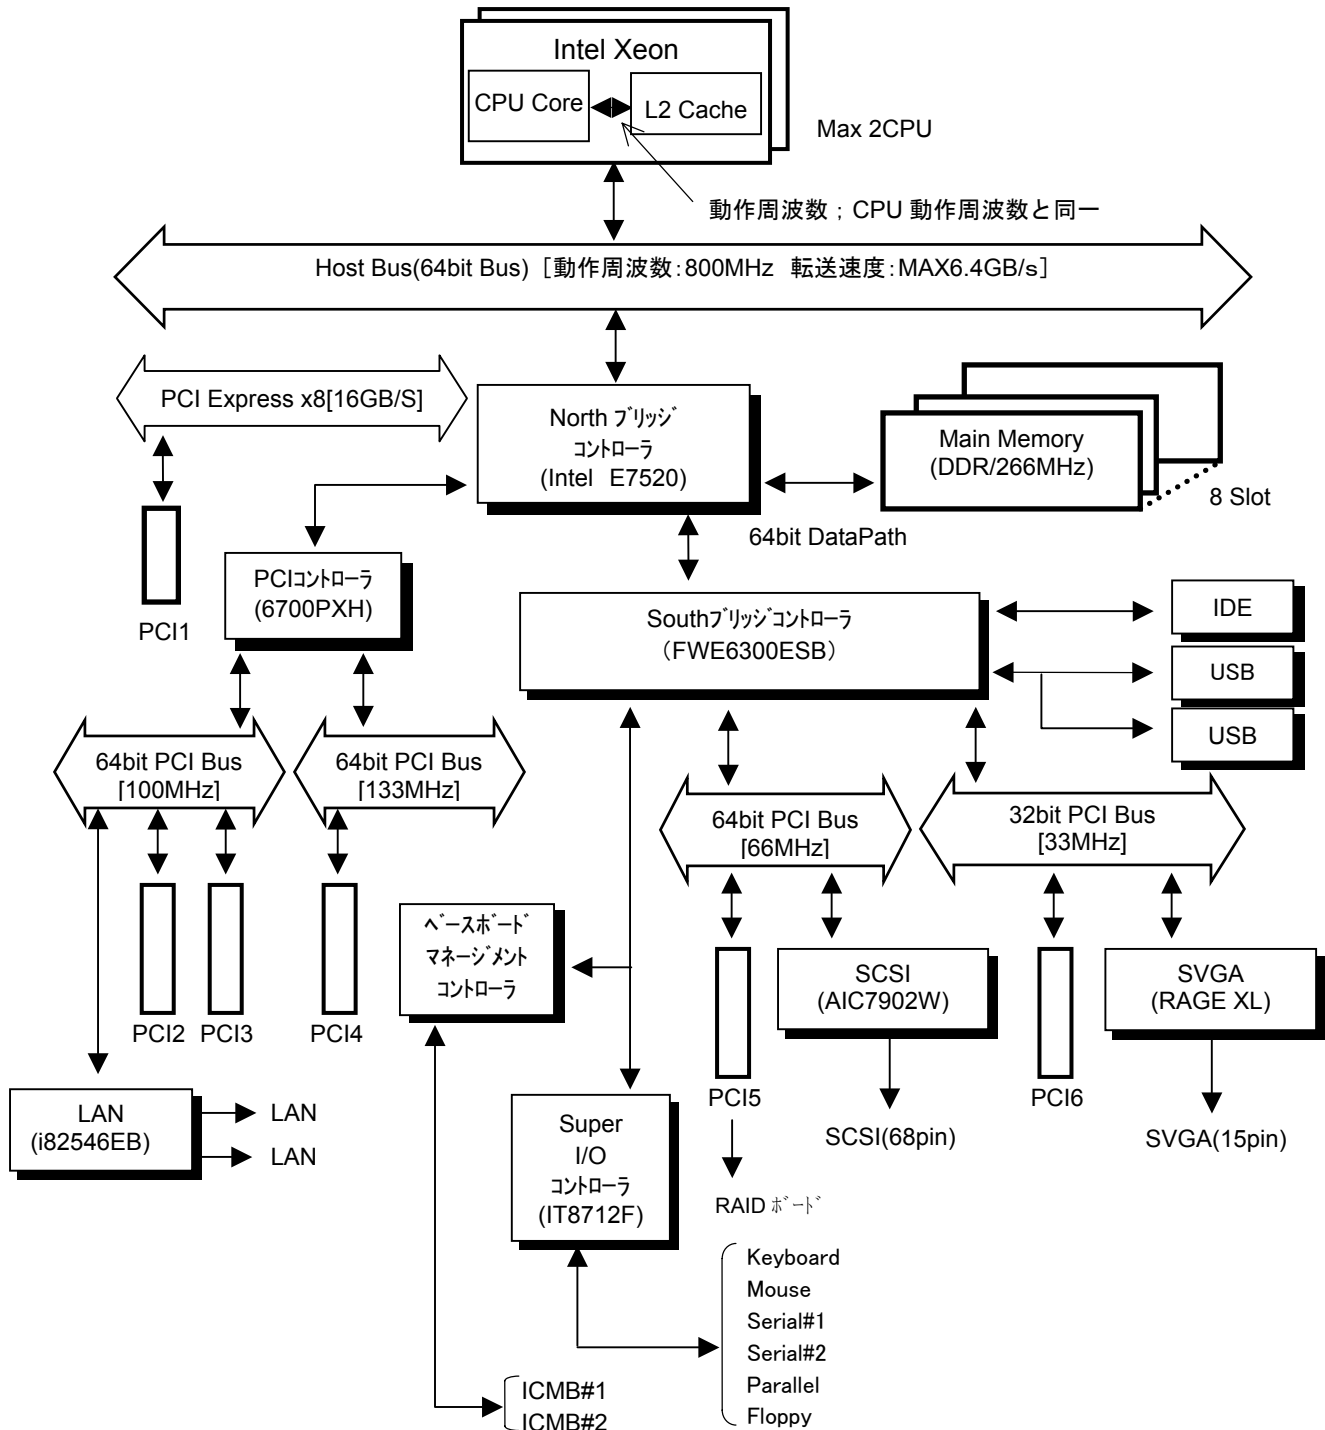 Intel Xeon
CPU Core
L2 Cache
Max 2CPU
動作周波数；CPU 動作周波数と同一
Host Bus(64bit Bus)［動作周波数：800MHz 転送速度：MAX6.4GB/s］
PCI Express x8[16GB/S]
North ﾌﾞﾘｯｼﾞ
ｺﾝﾄﾛｰﾗ
(Intel E7520)
Main Memory
(DDR/266MHz)
8 Slot
64bit DataPath
PCI1
PCIｺﾝﾄﾛｰﾗ
(6700PXH)
Southﾌﾞﾘｯｼﾞｺﾝﾄﾛｰﾗ
（FWE6300ESB）
IDE
USB
USB
64bit PCI Bus
[100MHz]
64bit PCI Bus
[133MHz]
64bit PCI Bus
[66MHz]
32bit PCI Bus
[33MHz]
PCI2
PCI3
PCI4
ﾍﾞｰｽﾎﾞｰﾄﾞ
ﾏﾈｰｼﾞﾒﾝﾄ
ｺﾝﾄﾛｰﾗ
PCI5
SCSI
(AIC7902W)
PCI6
SVGA
(RAGE XL)
LAN
(i82546EB)
LAN
LAN
Super
I/O
ｺﾝﾄﾛｰﾗ
(IT8712F)
RAID ﾎﾞｰﾄﾞ
SCSI(68pin)
SVGA(15pin)
Keyboard
Mouse
Serial#1
Serial#2
Parallel
Floppy
ICMB#1
ICMB#2